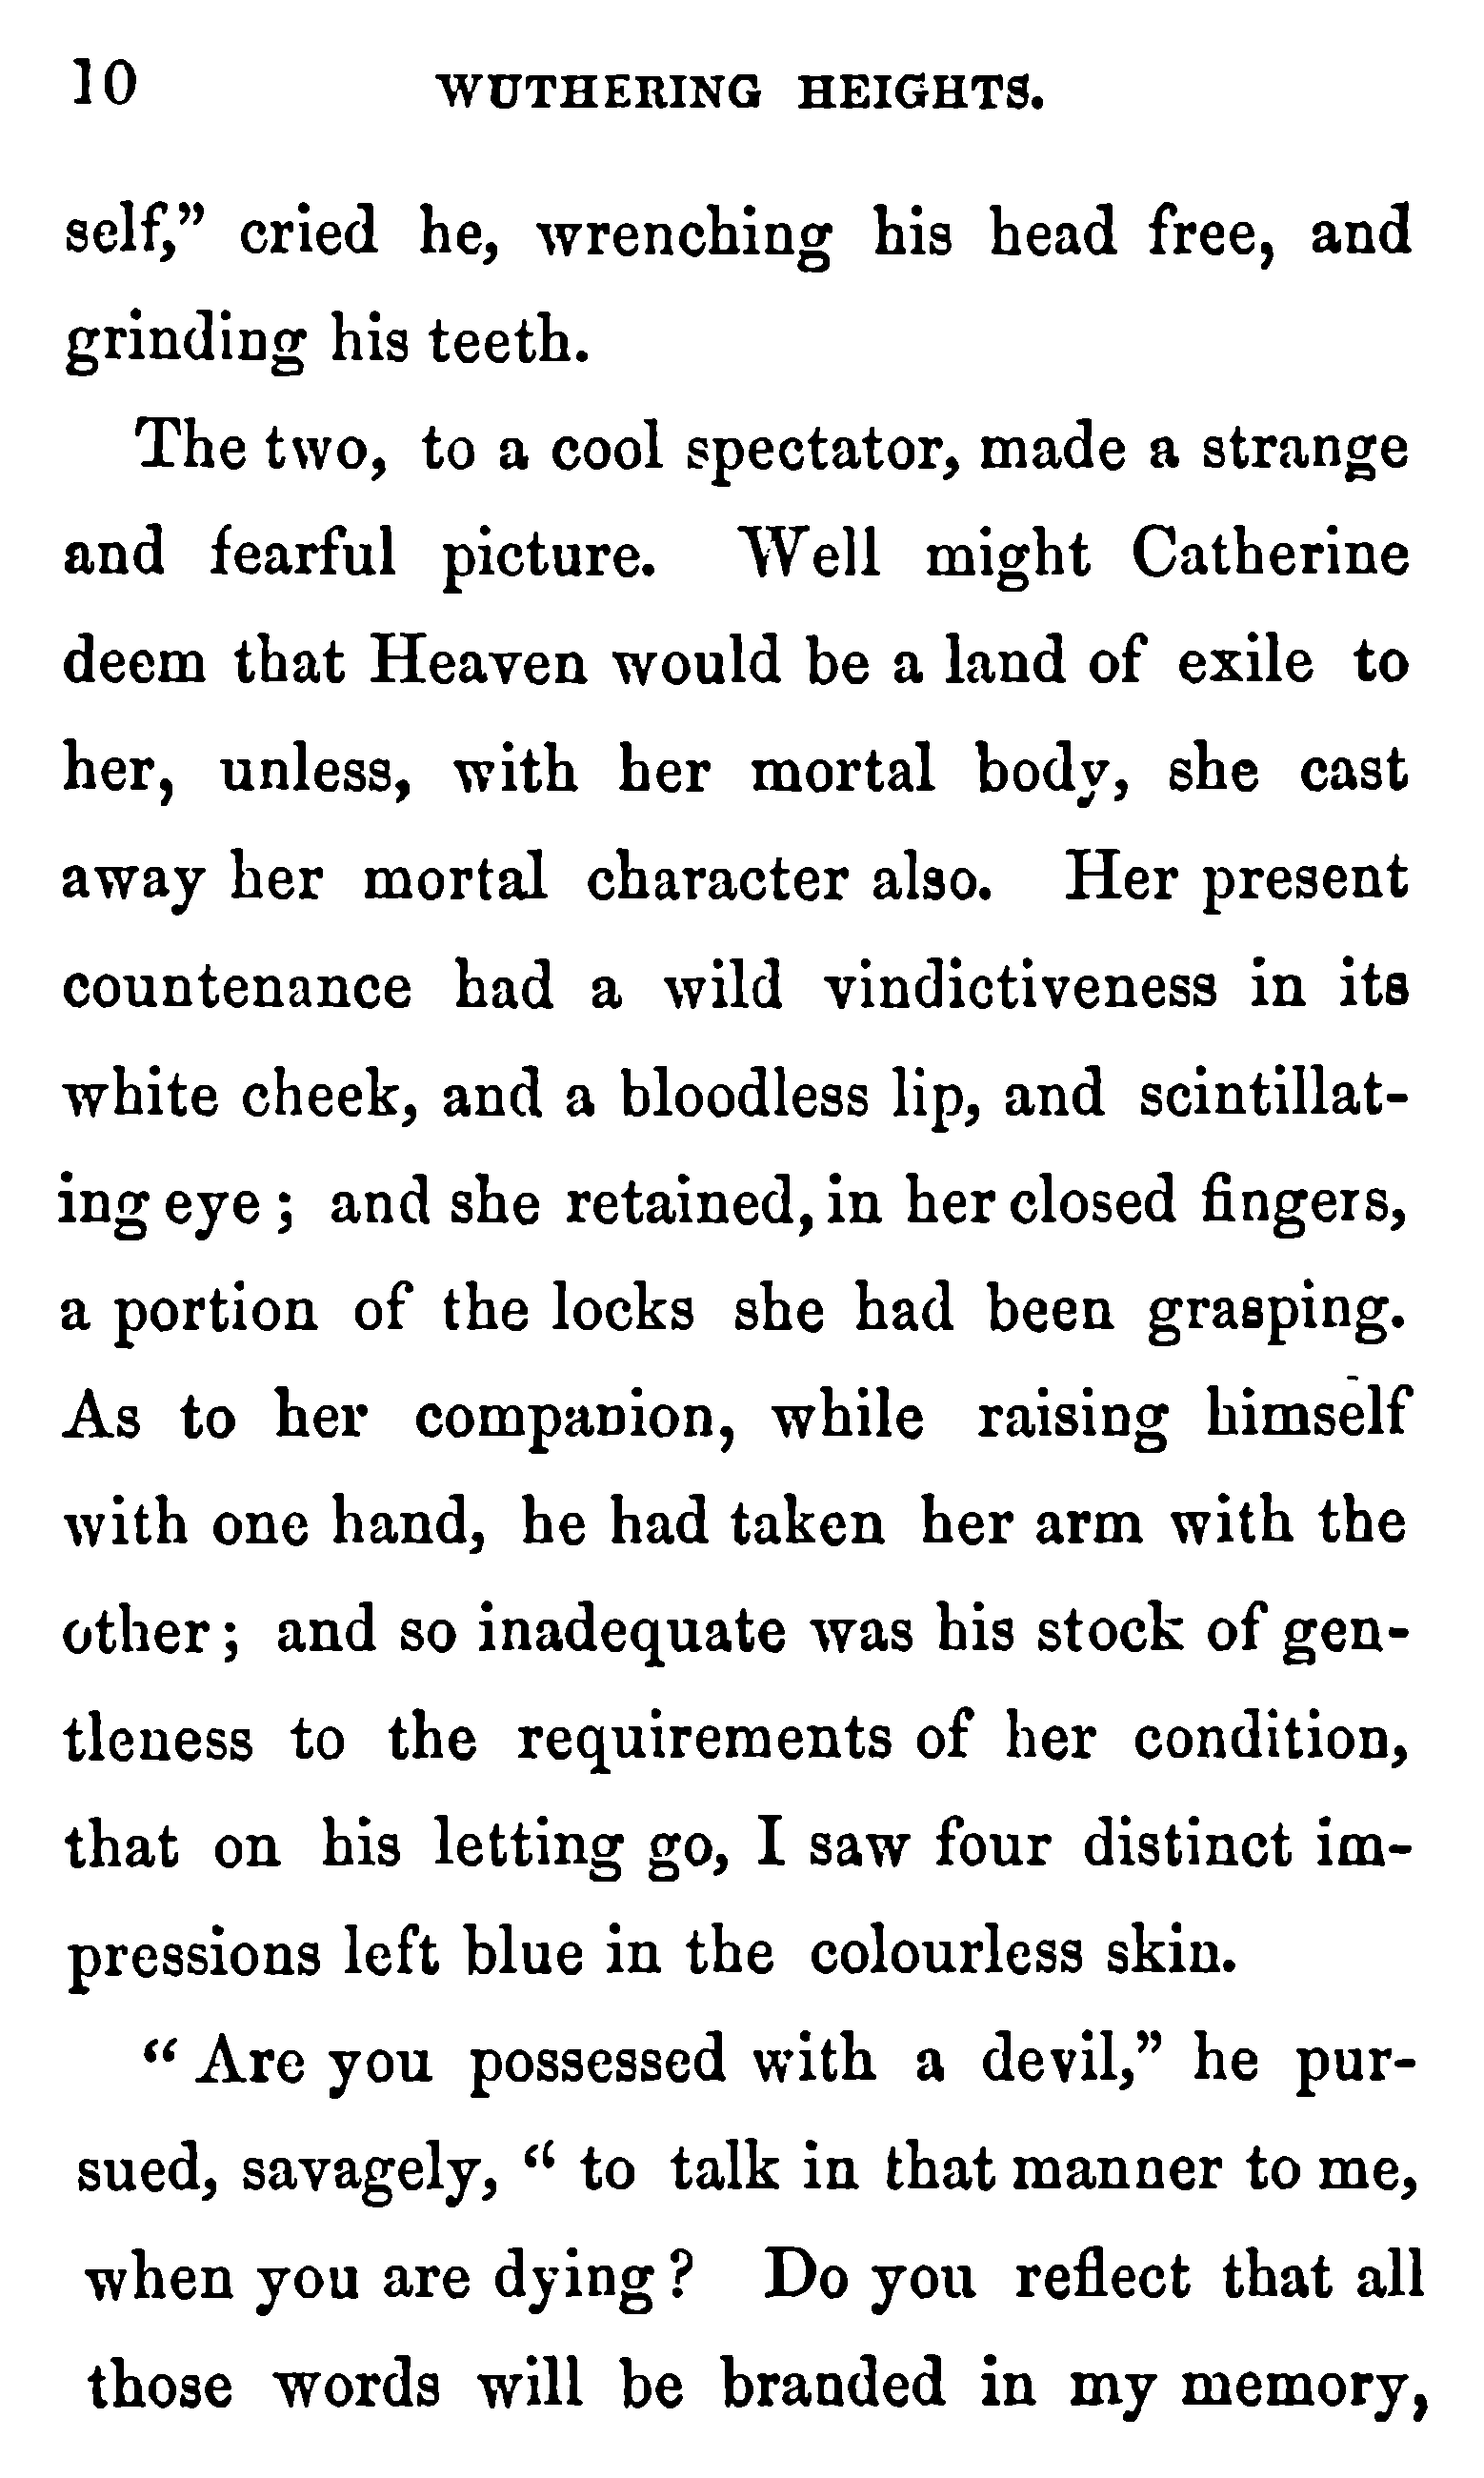 10 WUTHERING HEIGHTS.
self,” cried he, wrenching his head free, and
grinding his teeth.
The two, to a cool spectator, made a strange
and fearful picture. Well might Catherine
deem that Heaven would be a land of exile to
her, unless, with her mortal body, she cast
away her mortal character also. Her present
countenance had a wild vindictiveness in its
white cheek, and a bloodless lip, and scintillat-
ing eye ; and she retained, in her closed fingers,
a portion of the locks she had been grasping.
As to her companion, while raising himself
with one hand, he had taken her arm with the
other ; and so inadequate was his stock of gen-
tleness to the requirements of her condition,
that on his letting go, I saw four distinct im-
pressions left blue in the colourless skin.
“ Are you possessed with a devil,” he pur-
sued, savagely, “ to talk in that manner to me,
when you are dying ? Do you reflect that all
those words will be branded in my memory,